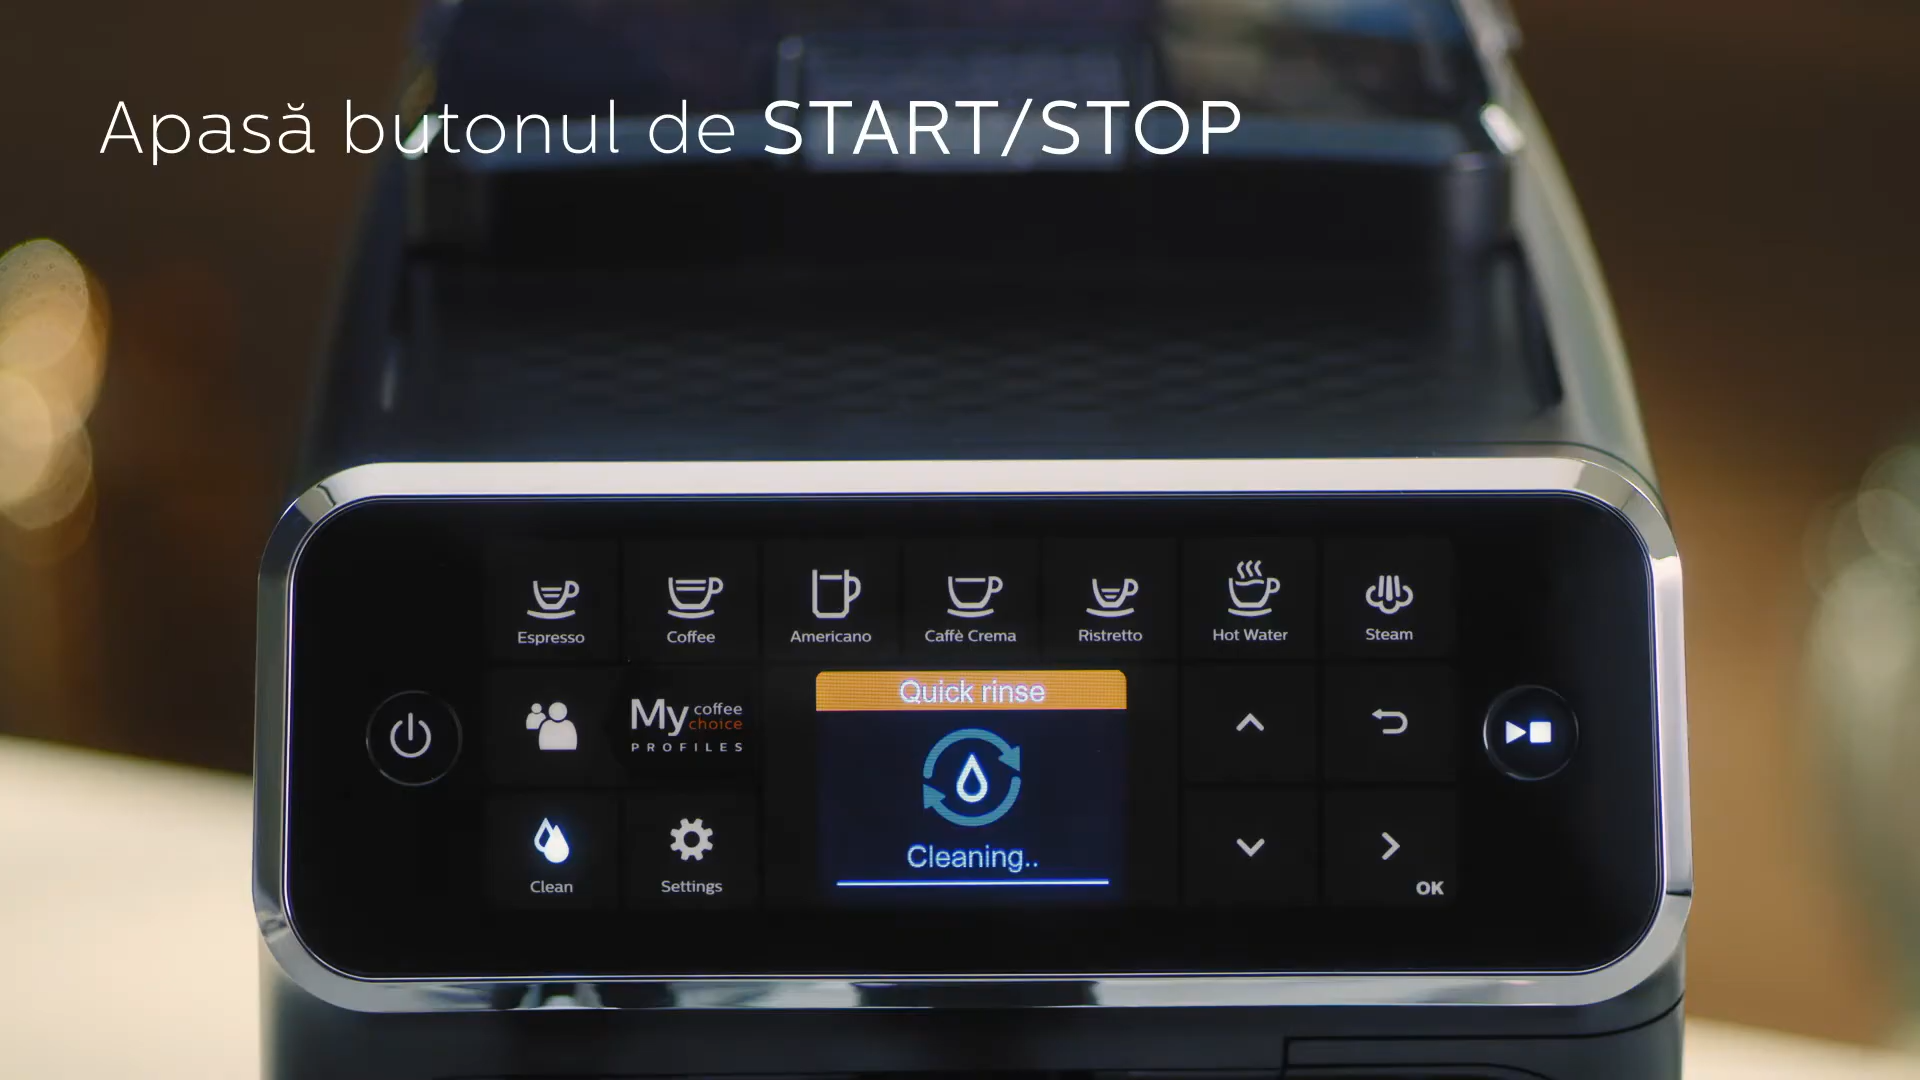 Apasă butonul de START/STOP
Espresso
Coffee
Americano
Caffè Crema
Ristretto
Hot Water
Steam
My coffee choice
PROFILES
Quick rinse
Cleaning..
Clean
Settings
OK